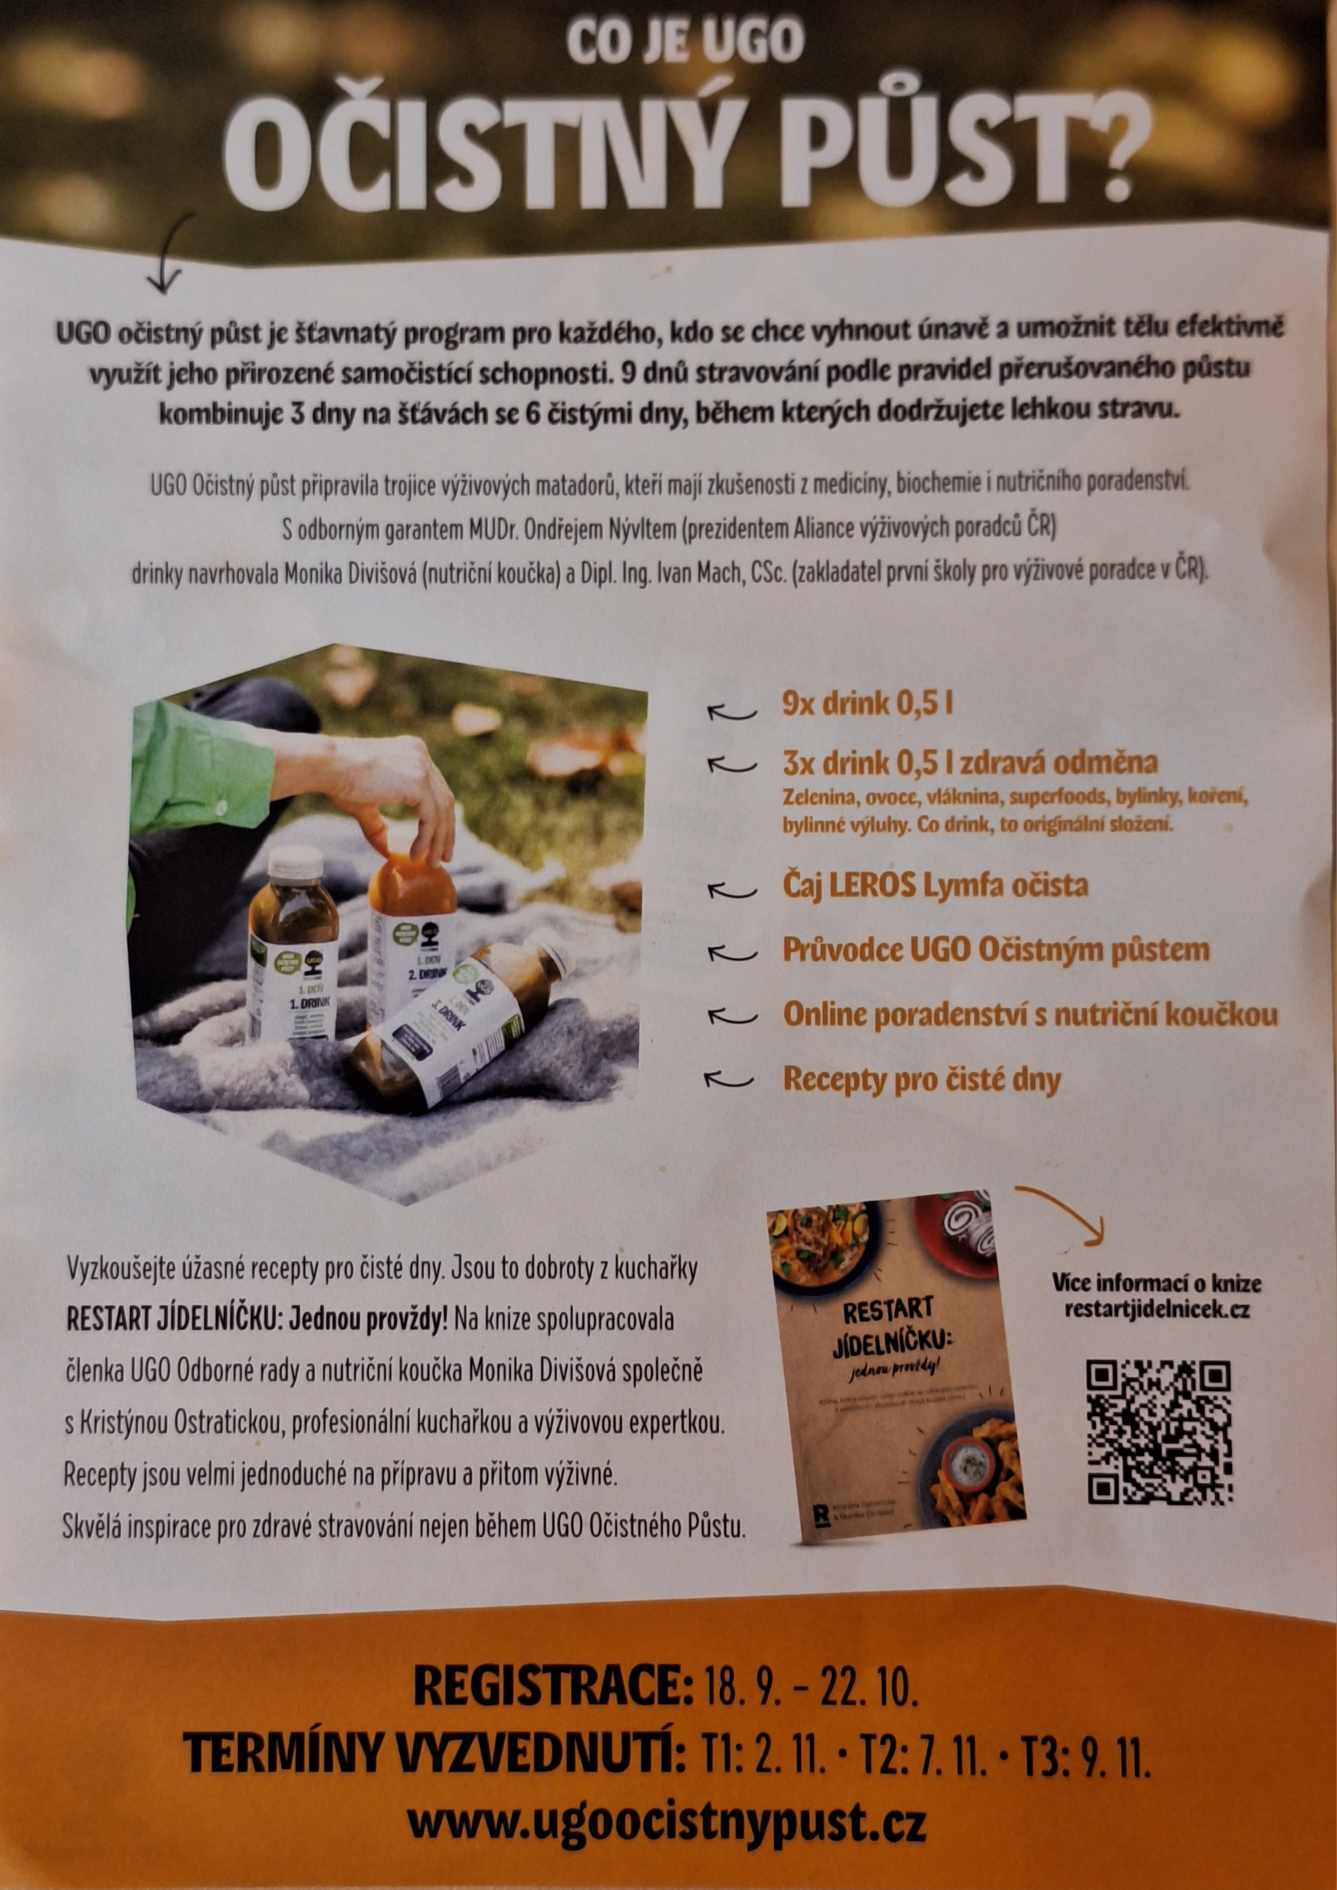 CO JE UGO
OČISTNÝ PŮST?
UGO očistný půst je šťavnatý program pro každého, kdo se chce vyhnout únavě a umožnit tělu efektivně
využít jeho přirozené samočistící schopnosti. 9 dnů stravování podle pravidel přerušovaného půstu
kombinuje 3 dny na šťávách se 6 čistými dny, během kterých dodržujete lehkou stravu.
UGO Očistný půst připravila trojice výživových matadorů, kteří mají zkušenosti z medicíny, biochemie i nutričního poradenství.
S odborným garantem MUDr. Ondřejem Nývltem (prezidentem Aliance výživových poradců ČR)
drinky navrhovala Monika Divišová (nutriční koučka) a Dipl. Ing. Ivan Mach, CSc. (zakladatel první školy pro výživové poradce v ČR).
9x drink 0,5 l
3x drink 0,5 l zdravá odměna
Zelenina, ovoce, vláknina, superfoods, bylinky, koření,
bylinné výluhy. Co drink, to originální složení.
Čaj LEROS Lymfa očista
Průvodce UGO Očistným půstem
Online poradenství s nutriční koučkou
Recepty pro čisté dny
UGO
1. DEN
1. DRINK
1. DEN
2. DRINK
1. DEN
3. DRINK
Vyzkoušejte úžasné recepty pro čisté dny. Jsou to dobroty z kuchařky
RESTART JÍDELNÍČKU: Jednou provždy! Na knize spolupracovala
členka UGO Odborné rady a nutriční koučka Monika Divišová společně
s Kristýnou Ostratickou, profesionální kuchařkou a výživovou expertkou.
Recepty jsou velmi jednoduché na přípravu a přitom výživné.
Skvělá inspirace pro zdravé stravování nejen během UGO Očistného Půstu.
RESTART
JÍDELNÍČKU:
jednou provždy!
R
Více informací o knize
restartjidelnicek.cz
REGISTRACE: 18. 9. – 22. 10.
TERMÍNY VYZVEDNUTÍ: T1: 2. 11. • T2: 7. 11. • T3: 9. 11.
www.ugoocistnypust.cz